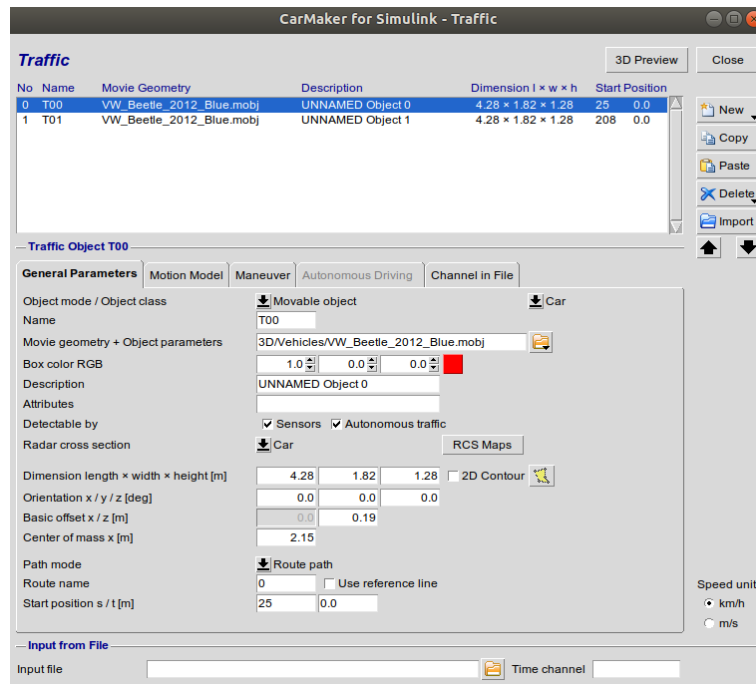 CarMaker for Simulink - Traffic
Traffic 3D Preview Close
No Name Movie Geometry Description Dimension l × w × h Start Position
0 T00 VW_Beetle_2012_Blue.mobj UNNAMED Object 0 4.28 × 1.82 × 1.28 25 0.0
1 T01 VW_Beetle_2012_Blue.mobj UNNAMED Object 1 4.28 × 1.82 × 1.28 208 0.0
New
Copy
Paste
Delete
Import
Traffic Object T00
General Parameters Motion Model Maneuver Autonomous Driving Channel in File
Object mode / Object class Movable object Car
Name T00
Movie geometry + Object parameters 3D/Vehicles/VW_Beetle_2012_Blue.mobj
Box color RGB 1.0 0.0 0.0
Description UNNAMED Object 0
Attributes
Detectable by Sensors Autonomous traffic
Radar cross section Car RCS Maps
Dimension length × width × height [m] 4.28 1.82 1.28 2D Contour
Orientation x / y / z [deg] 0.0 0.0 0.0
Basic offset x / z [m] 0.0 0.19
Center of mass x [m] 2.15
Path mode Route path
Route name 0 Use reference line
Start position s / t [m] 25 0.0
Speed unit
km/h
m/s
Input from File
Input file Time channel